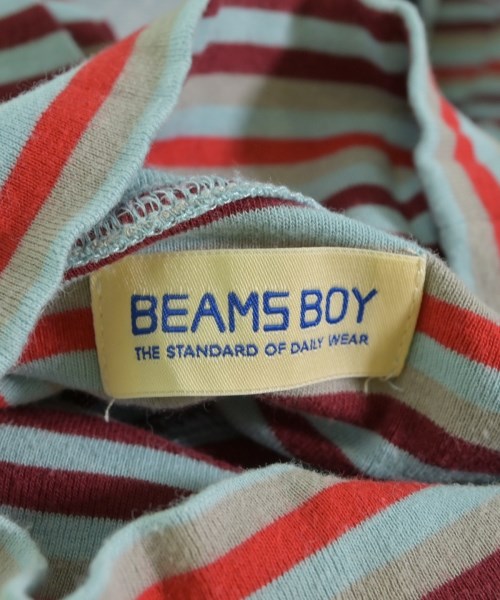 BEAMS BOY
THE STANDARD OF DAILY WEAR